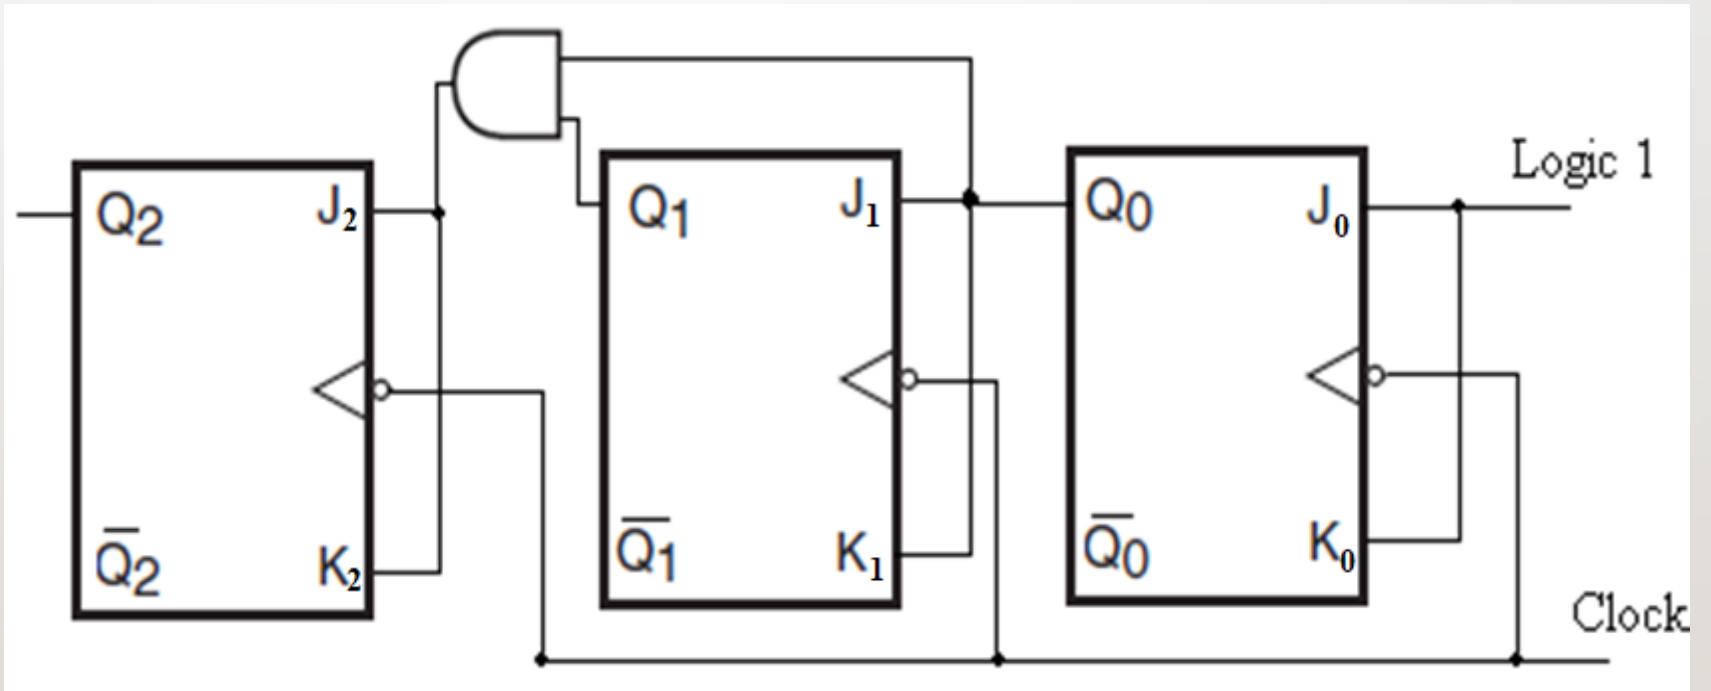 Logic 1
Q2 J2 Q1 J1 Q0 J0
Q̅2 K2 Q̅1 K1 Q̅0 K0
Clock